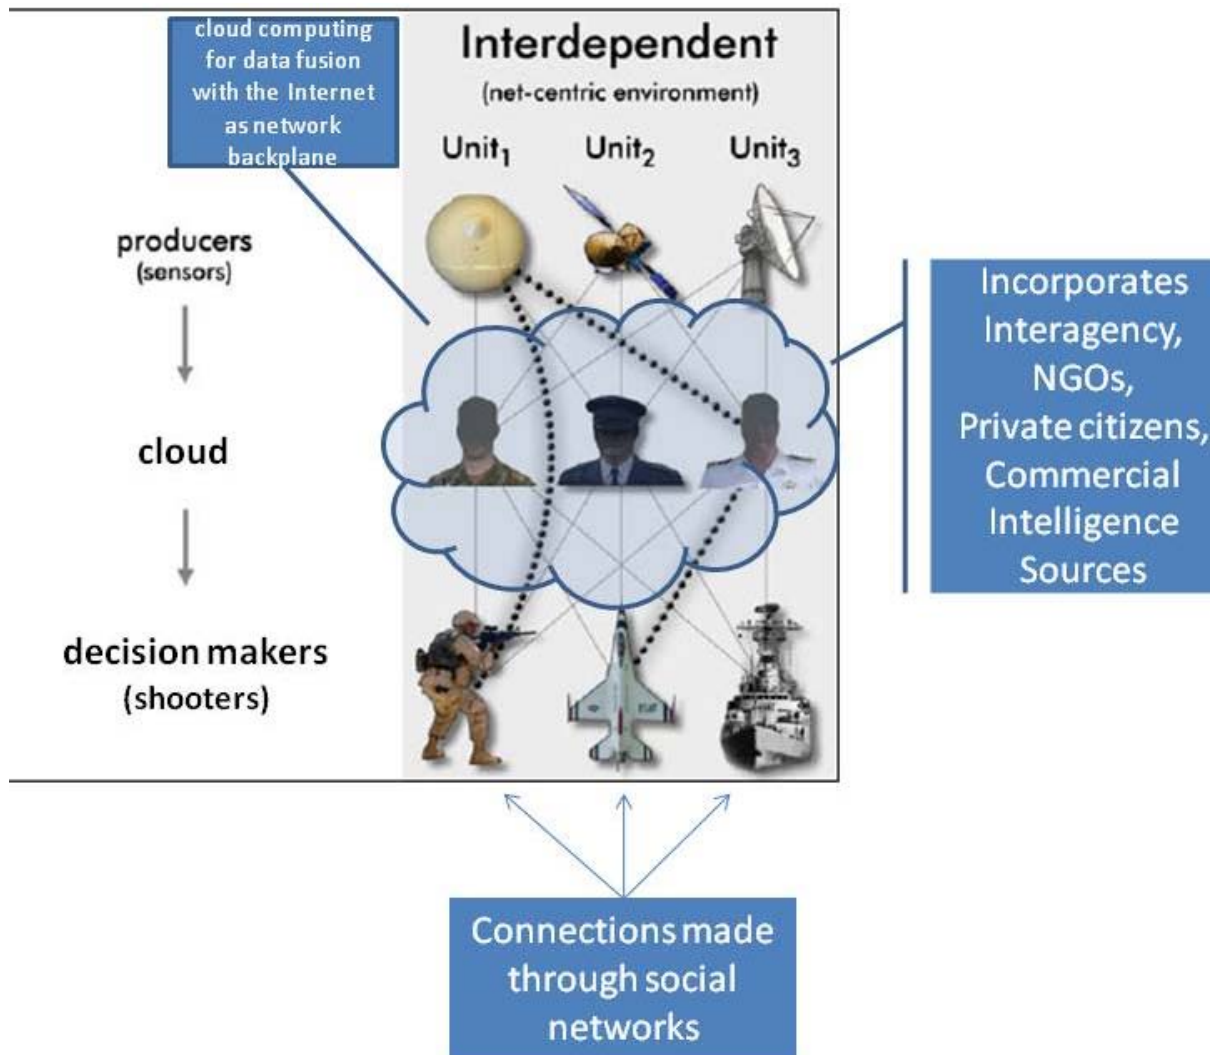 cloud computing
for data fusion
with the Internet
as network
backplane
Interdependent
(net-centric environment)
Unit1
Unit2
Unit3
producers
(sensors)
cloud
decision makers
(shooters)
Incorporates
Interagency,
NGOs,
Private citizens,
Commercial
Intelligence
Sources
Connections made
through social
networks